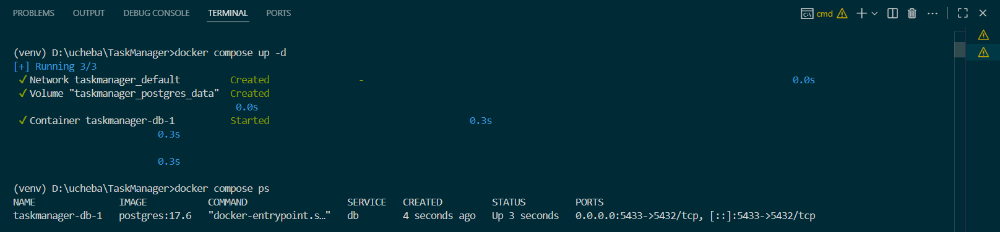 PROBLEMS OUTPUT DEBUG CONSOLE TERMINAL PORTS cmd
(venv) D:\ucheba\TaskManager>docker compose up -d
[+] Running 3/3
✓ Network taskmanager_default Created - 0.0s
✓ Volume "taskmanager_postgres_data" Created
0.0s
✓ Container taskmanager-db-1 Started 0.3s
0.3s
0.3s
(venv) D:\ucheba\TaskManager>docker compose ps
NAME IMAGE COMMAND SERVICE CREATED STATUS PORTS
taskmanager-db-1 postgres:17.6 "docker-entrypoint.s…" db 4 seconds ago Up 3 seconds 0.0.0.0:5433->5432/tcp, [::]:5433->5432/tcp